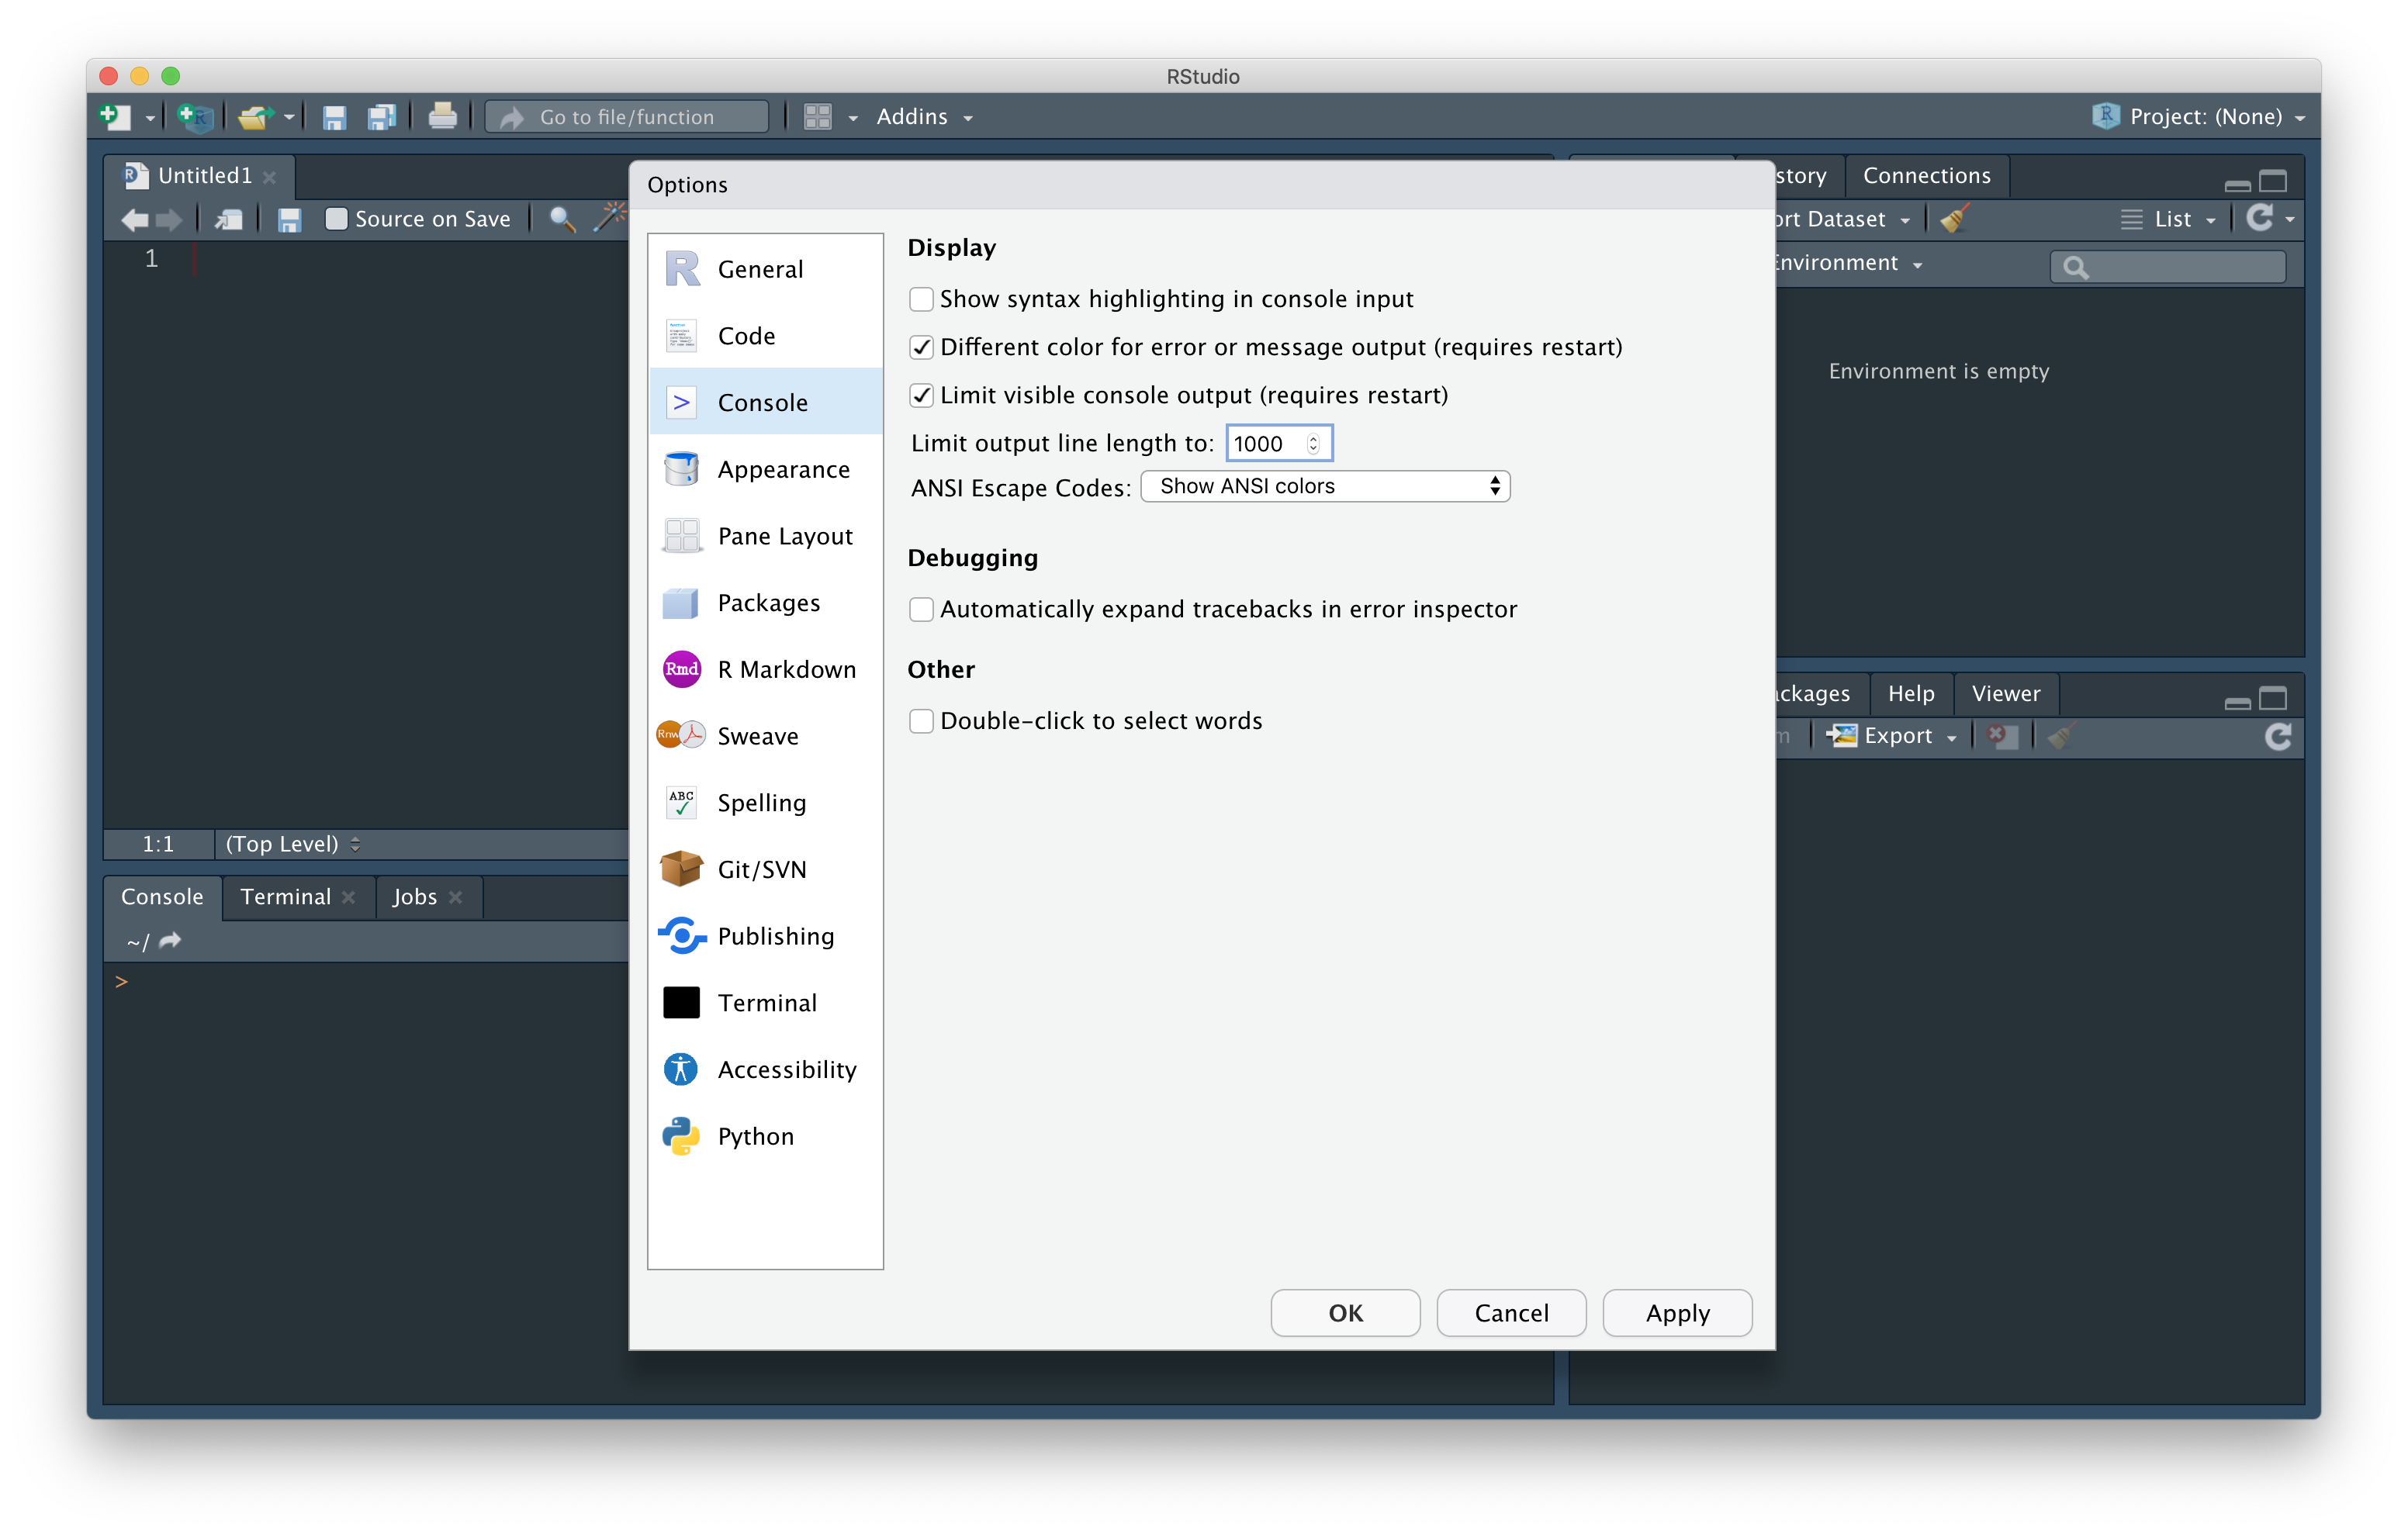 RStudio
Go to file/function
Addins
Project: (None)
Untitled1
Source on Save
1
1:1
(Top Level)
Console
Terminal
Jobs
~/
>
Options
General
Code
Console
Appearance
Pane Layout
Packages
R Markdown
Sweave
Spelling
Git/SVN
Publishing
Terminal
Accessibility
Python
Display
Show syntax highlighting in console input
Different color for error or message output (requires restart)
Limit visible console output (requires restart)
Limit output line length to: 1000
ANSI Escape Codes: Show ANSI colors
Debugging
Automatically expand tracebacks in error inspector
Other
Double-click to select words
OK
Cancel
Apply
story
Connections
ort Dataset
List
Environment
Environment is empty
ckages
Help
Viewer
Export